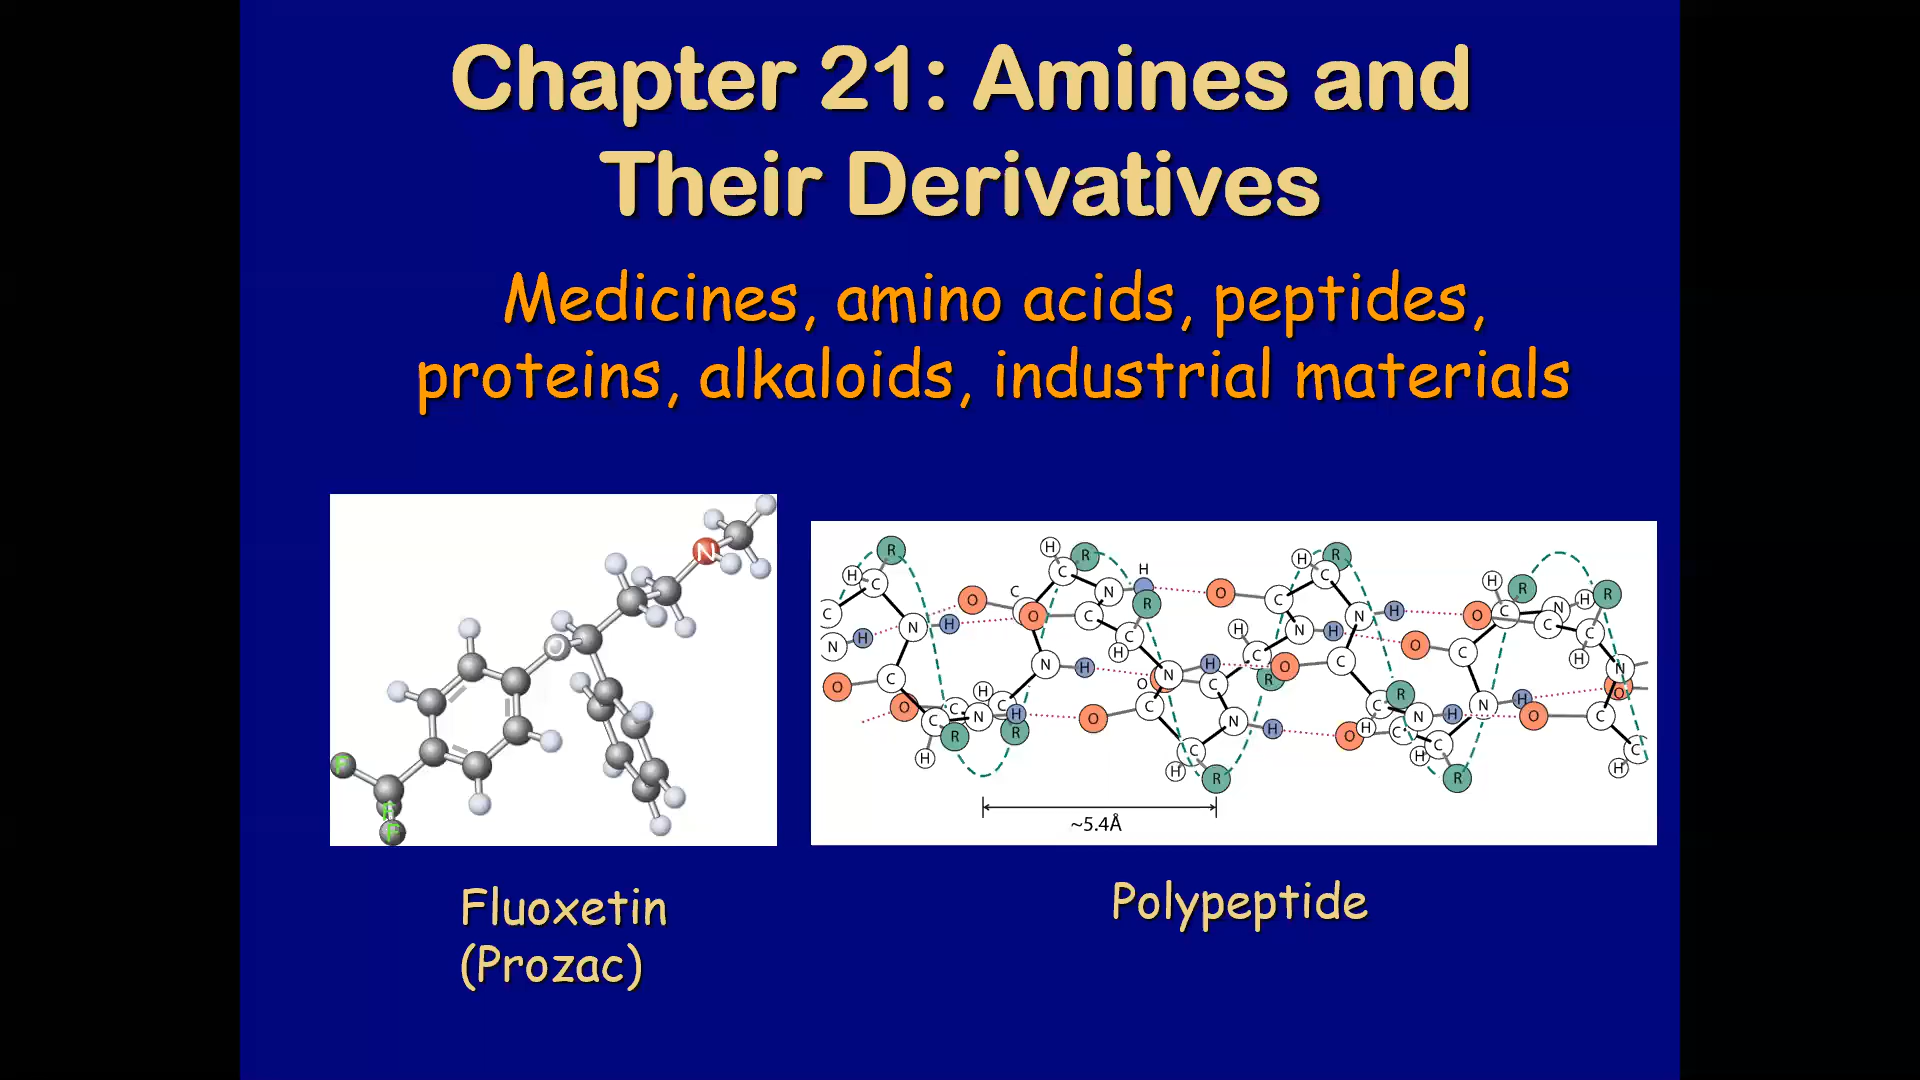 Chapter 21: Amines and
Their Derivatives
Medicines, amino acids, peptides,
proteins, alkaloids, industrial materials
~5.4Å
Fluoxetin
(Prozac)
Polypeptide